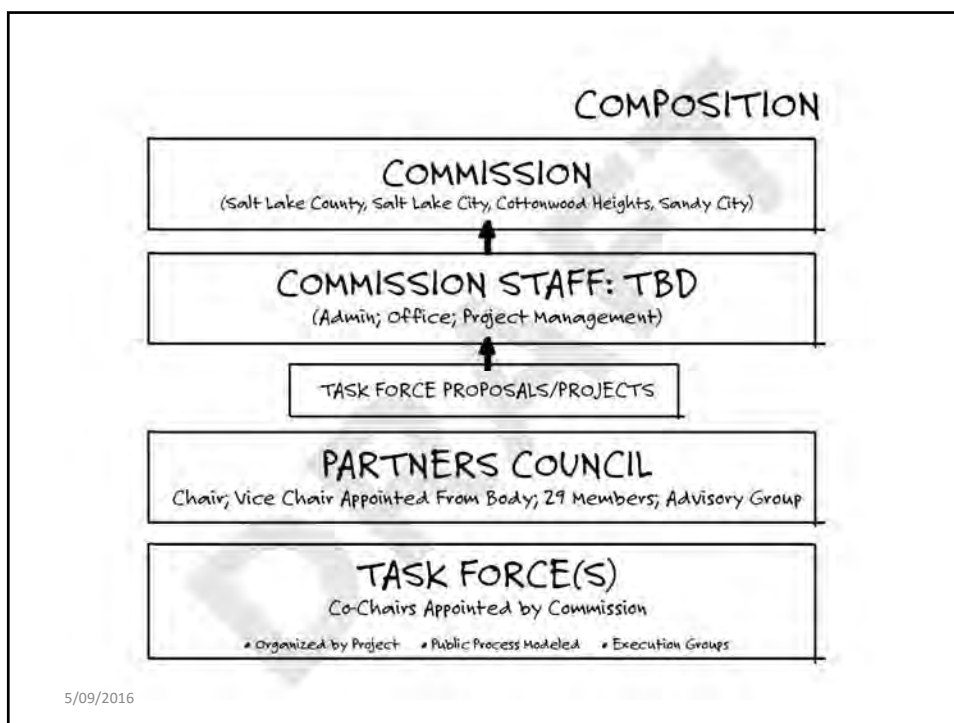 COMPOSITION
COMMISSION
(Salt Lake County, Salt Lake City, Cottonwood Heights, Sandy City)
COMMISSION STAFF: TBD
(Admin; Office; Project Management)
TASK FORCE PROPOSALS/PROJECTS
PARTNERS COUNCIL
Chair; Vice Chair Appointed From Body; 29 Members; Advisory Group
TASK FORCE(S)
Co-Chairs Appointed by Commission
• Organized by Project • Public Process Modeled • Execution Groups
DRAFT
5/09/2016